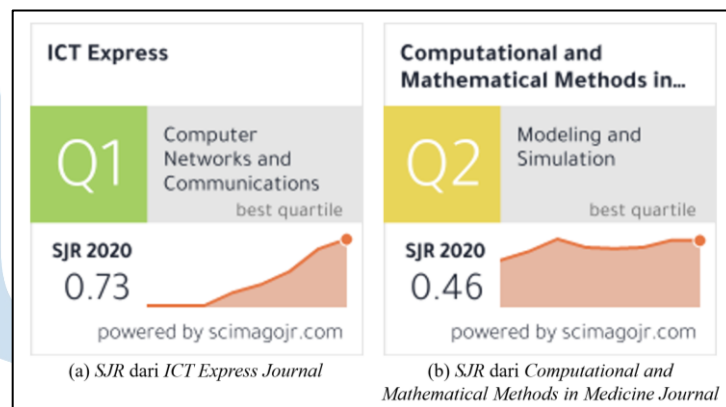 ICT Express
Q1
Computer
Networks and
Communications
best quartile
SJR 2020
0.73
powered by scimagojr.com
(a) SJR dari ICT Express Journal
Computational and
Mathematical Methods in...
Q2
Modeling and
Simulation
best quartile
SJR 2020
0.46
powered by scimagojr.com
(b) SJR dari Computational and
Mathematical Methods in Medicine Journal